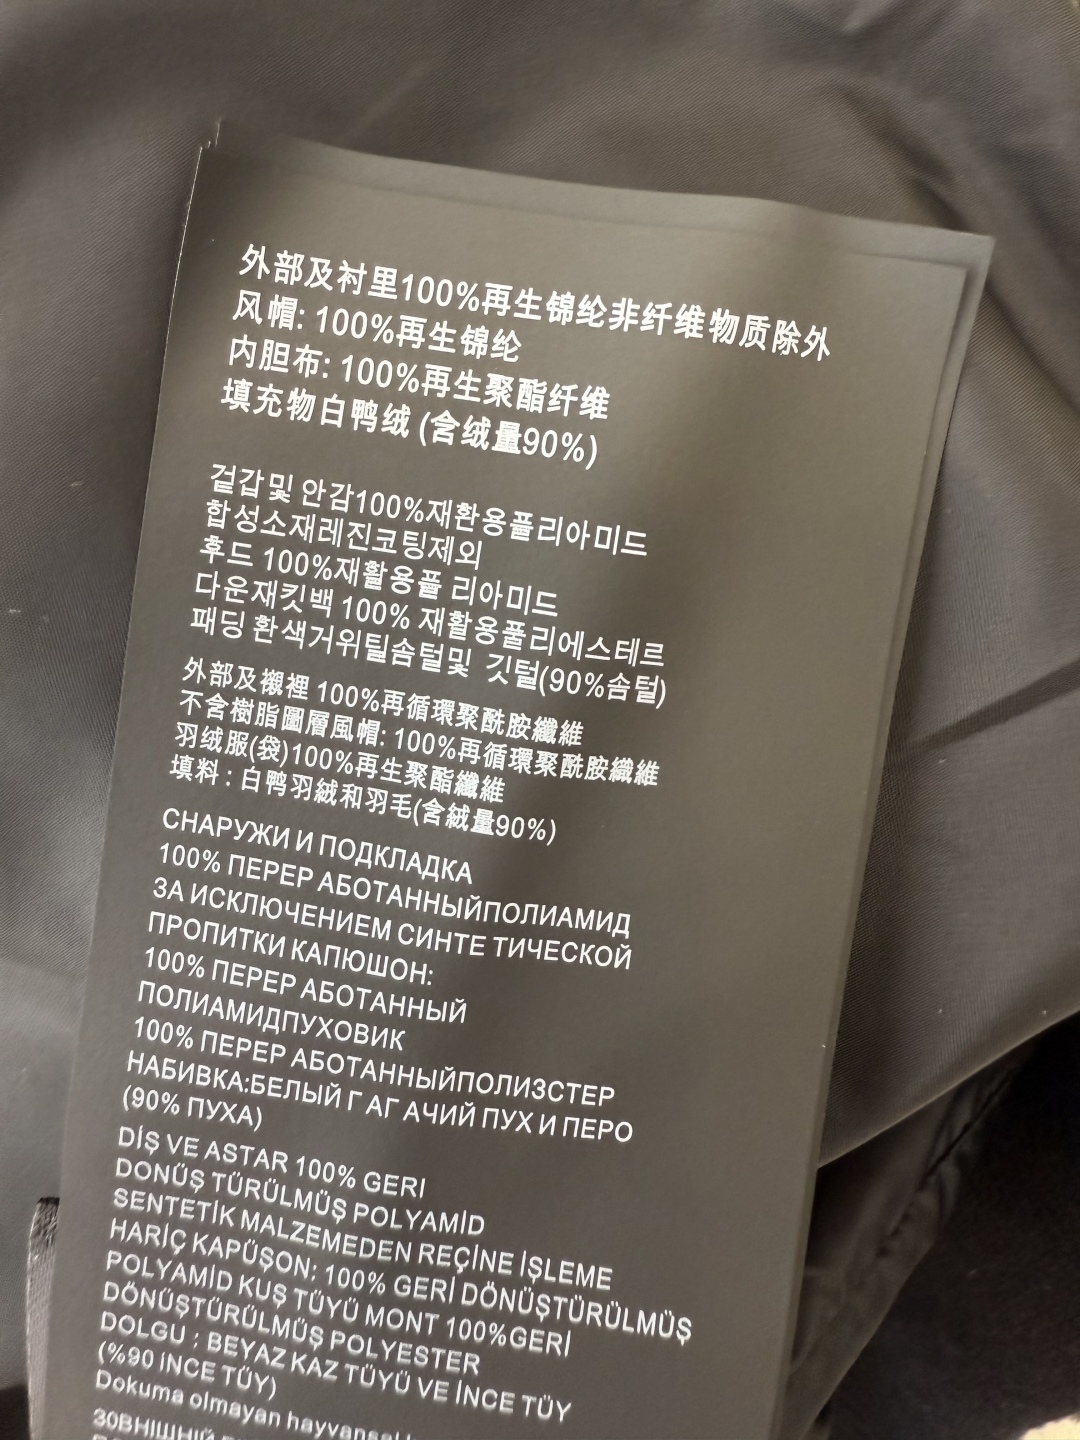 外部及衬里100%再生锦纶非纤维物质除外
风帽: 100%再生锦纶
内胆布: 100%再生聚酯纤维
填充物白鸭绒 (含绒量90%)
겉감및 안감100%재환용풀리아미드
합성소재레진코팅제외
후드 100%재활용폴 리아미드
다운재킷백 100% 재활용풀리에스테르
패딩 환색거위틸솜털및 깃털(90%솜털)
外部及襯裡 100%再循環聚酰胺纖維
不含樹脂圖層風帽: 100%再循環聚酰胺纖維
羽绒服(袋)100%再生聚酯纖維
填料 : 白鸭羽絨和羽毛(含絨量90%)
СНАРУЖИ И ПОДКЛАДКА
100% ПЕРЕР АБОТАННЫЙПОЛИАМИД
ЗА ИСКЛЮЧЕНИЕМ СИНТЕ ТИЧЕСКОЙ
ПРОПИТКИ КАПЮШОН:
100% ПЕРЕР АБОТАННЫЙ
ПОЛИАМИДПУХОВИК
100% ПЕРЕР АБОТАННЫЙПОЛИЗСТЕР
НАБИВКА:БЕЛЫЙ Г АГ АЧИЙ ПУХ И ПЕРО
(90% ПУХА)
DİŞ VE ASTAR 100% GERI
DONÜŞ TÜRÜLMÜŞ POLYAMİD
SENTETİK MALZEMEDEN REÇİNE İŞLEME
HARİÇ KAPÜŞON: 100% GERİ DÖNÜŞTÜRÜLMÜŞ
POLYAMİD KUŞ TÜYÜ MONT 100%GERİ
DÖNÜŞTÜRÜLMÜŞ POLYESTER
DOLGU ; BEYAZ KAZ TÜYÜ VE İNCE TÜY
(%90 İNCE TÜY)
Dokuma olmayan